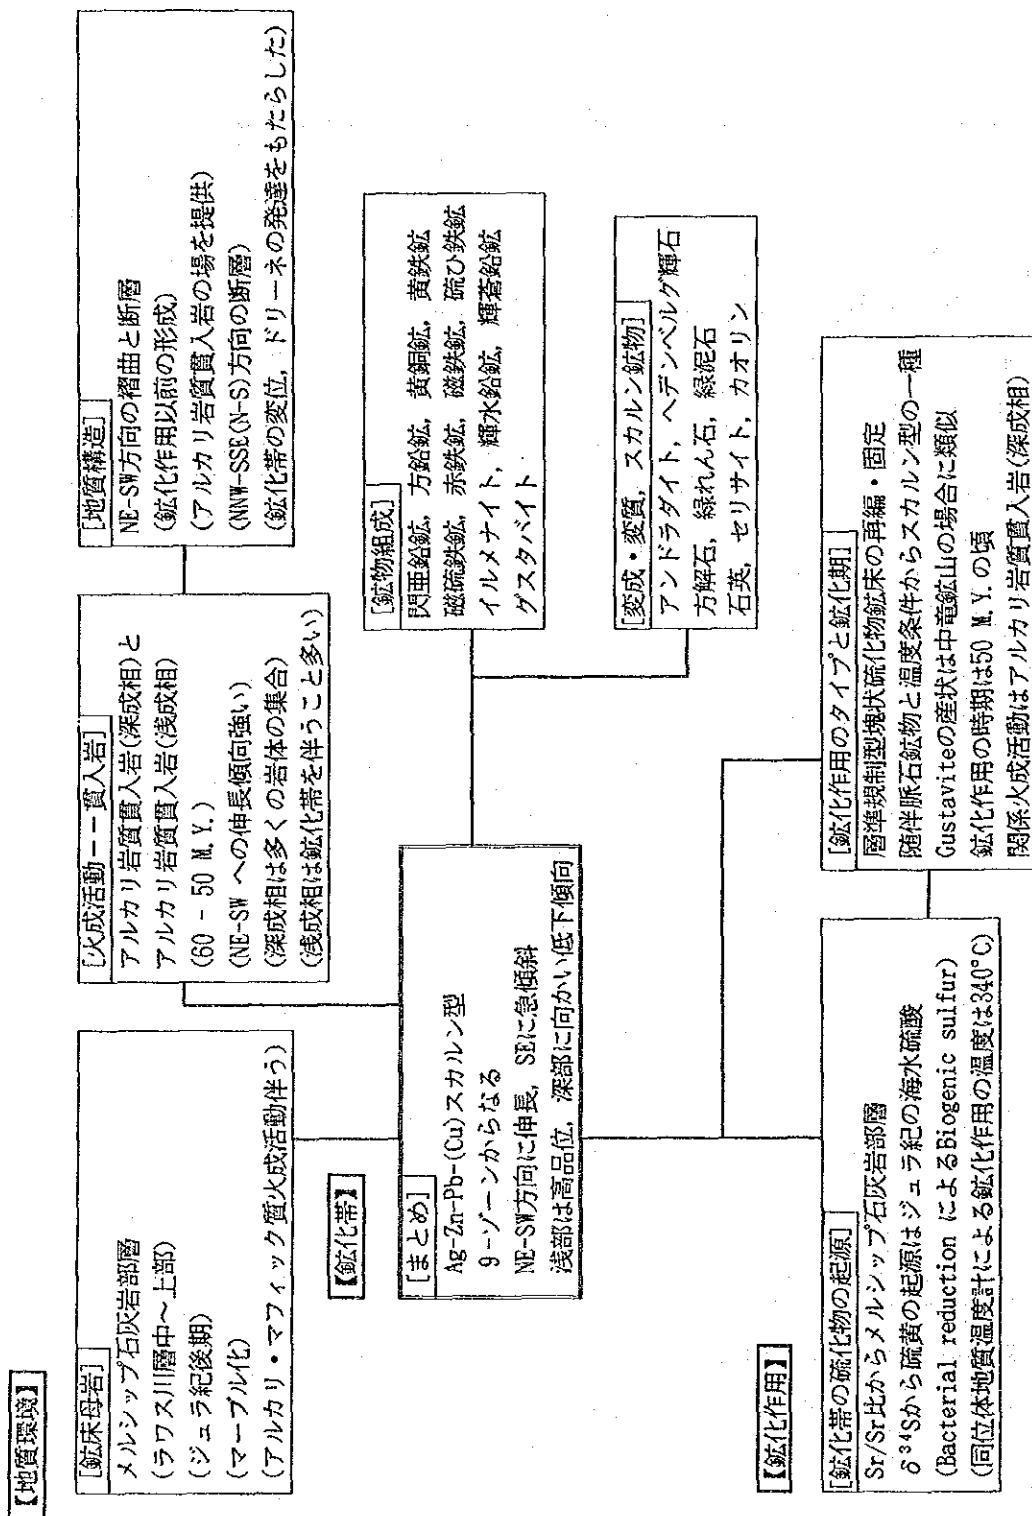 【地質環境】
[鉱床母岩]
メルシップ石灰岩部層
(ラワス川層中～上部)
(ジュラ紀後期)
(マーブル化)
(アルカリ・マフィック質火成活動伴う)
[火成活動ーー貫入岩]
アルカリ岩質貫入岩(深成相)と
アルカリ岩質貫入岩(浅成相)
(60 - 50 M.Y.)
(NE-SW への伸長傾向強い)
(深成相は多くの岩体の集合)
(浅成相は鉱化帯を伴うこと多い)
[地質構造]
NE-SW方向の褶曲と断層
(鉱化作用以前の形成)
(アルカリ岩質貫入岩の場を提供)
(NNW-SSE(N-S)方向の断層)
(鉱化帯の変位, ドリーネの発達をもたらした)
【鉱化帯】
[まとめ]
Ag-Zn-Pb-(Cu)スカルン型
9-ゾーンからなる
NE-SW方向に伸長, SEに急傾斜
浅部は高品位, 深部に向かい低下傾向
[鉱物組成]
閃亜鉛鉱, 方鉛鉱, 黄銅鉱, 黄鉄鉱
磁硫鉄鉱, 赤鉄鉱, 磁鉄鉱, 硫ひ鉄鉱
イルメナイト, 輝水鉛鉱, 輝蒼鉛鉱
グスタバイト
[変成・変質, スカルン鉱物]
アンドラダイト, ヘデンベルグ輝石
方解石, 緑れん石, 緑泥石
石英, セリサイト, カオリン
【鉱化作用】
[鉱化帯の硫化物の起源]
Sr/Sr比からメルシップ石灰岩部層
δ³⁴Sから硫黄の起源はジュラ紀の海水硫酸
(Bacterial reduction によるBiogenic sulfur)
(同位体地質温度計による鉱化作用の温度は340°C)
[鉱化作用のタイプと鉱化期]
層準規制型塊状硫化物鉱床の再編・固定
随伴脈石鉱物と温度条件からスカルン型の一種
Gustaviteの産状は中竜鉱山の場合に類似
鉱化作用の時期は50 M.Y.の頃
関係火成活動はアルカリ岩質貫入岩(深成相)